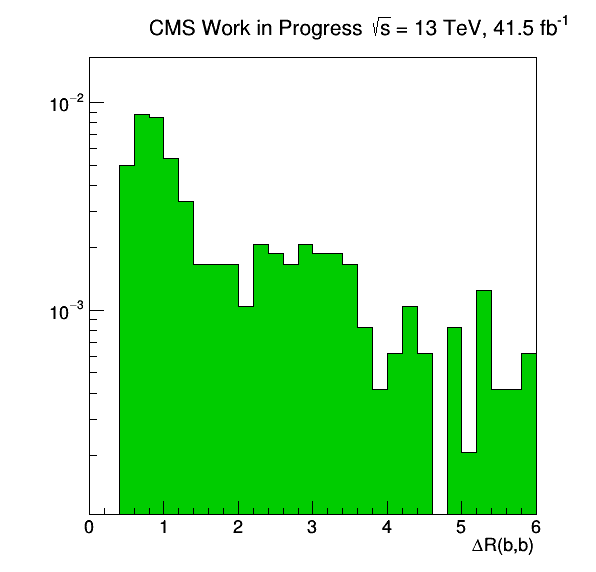 CMS Work in Progress √s = 13 TeV, 41.5 fb⁻¹
10⁻²
10⁻³
0 1 2 3 4 5 6
ΔR(b,b)